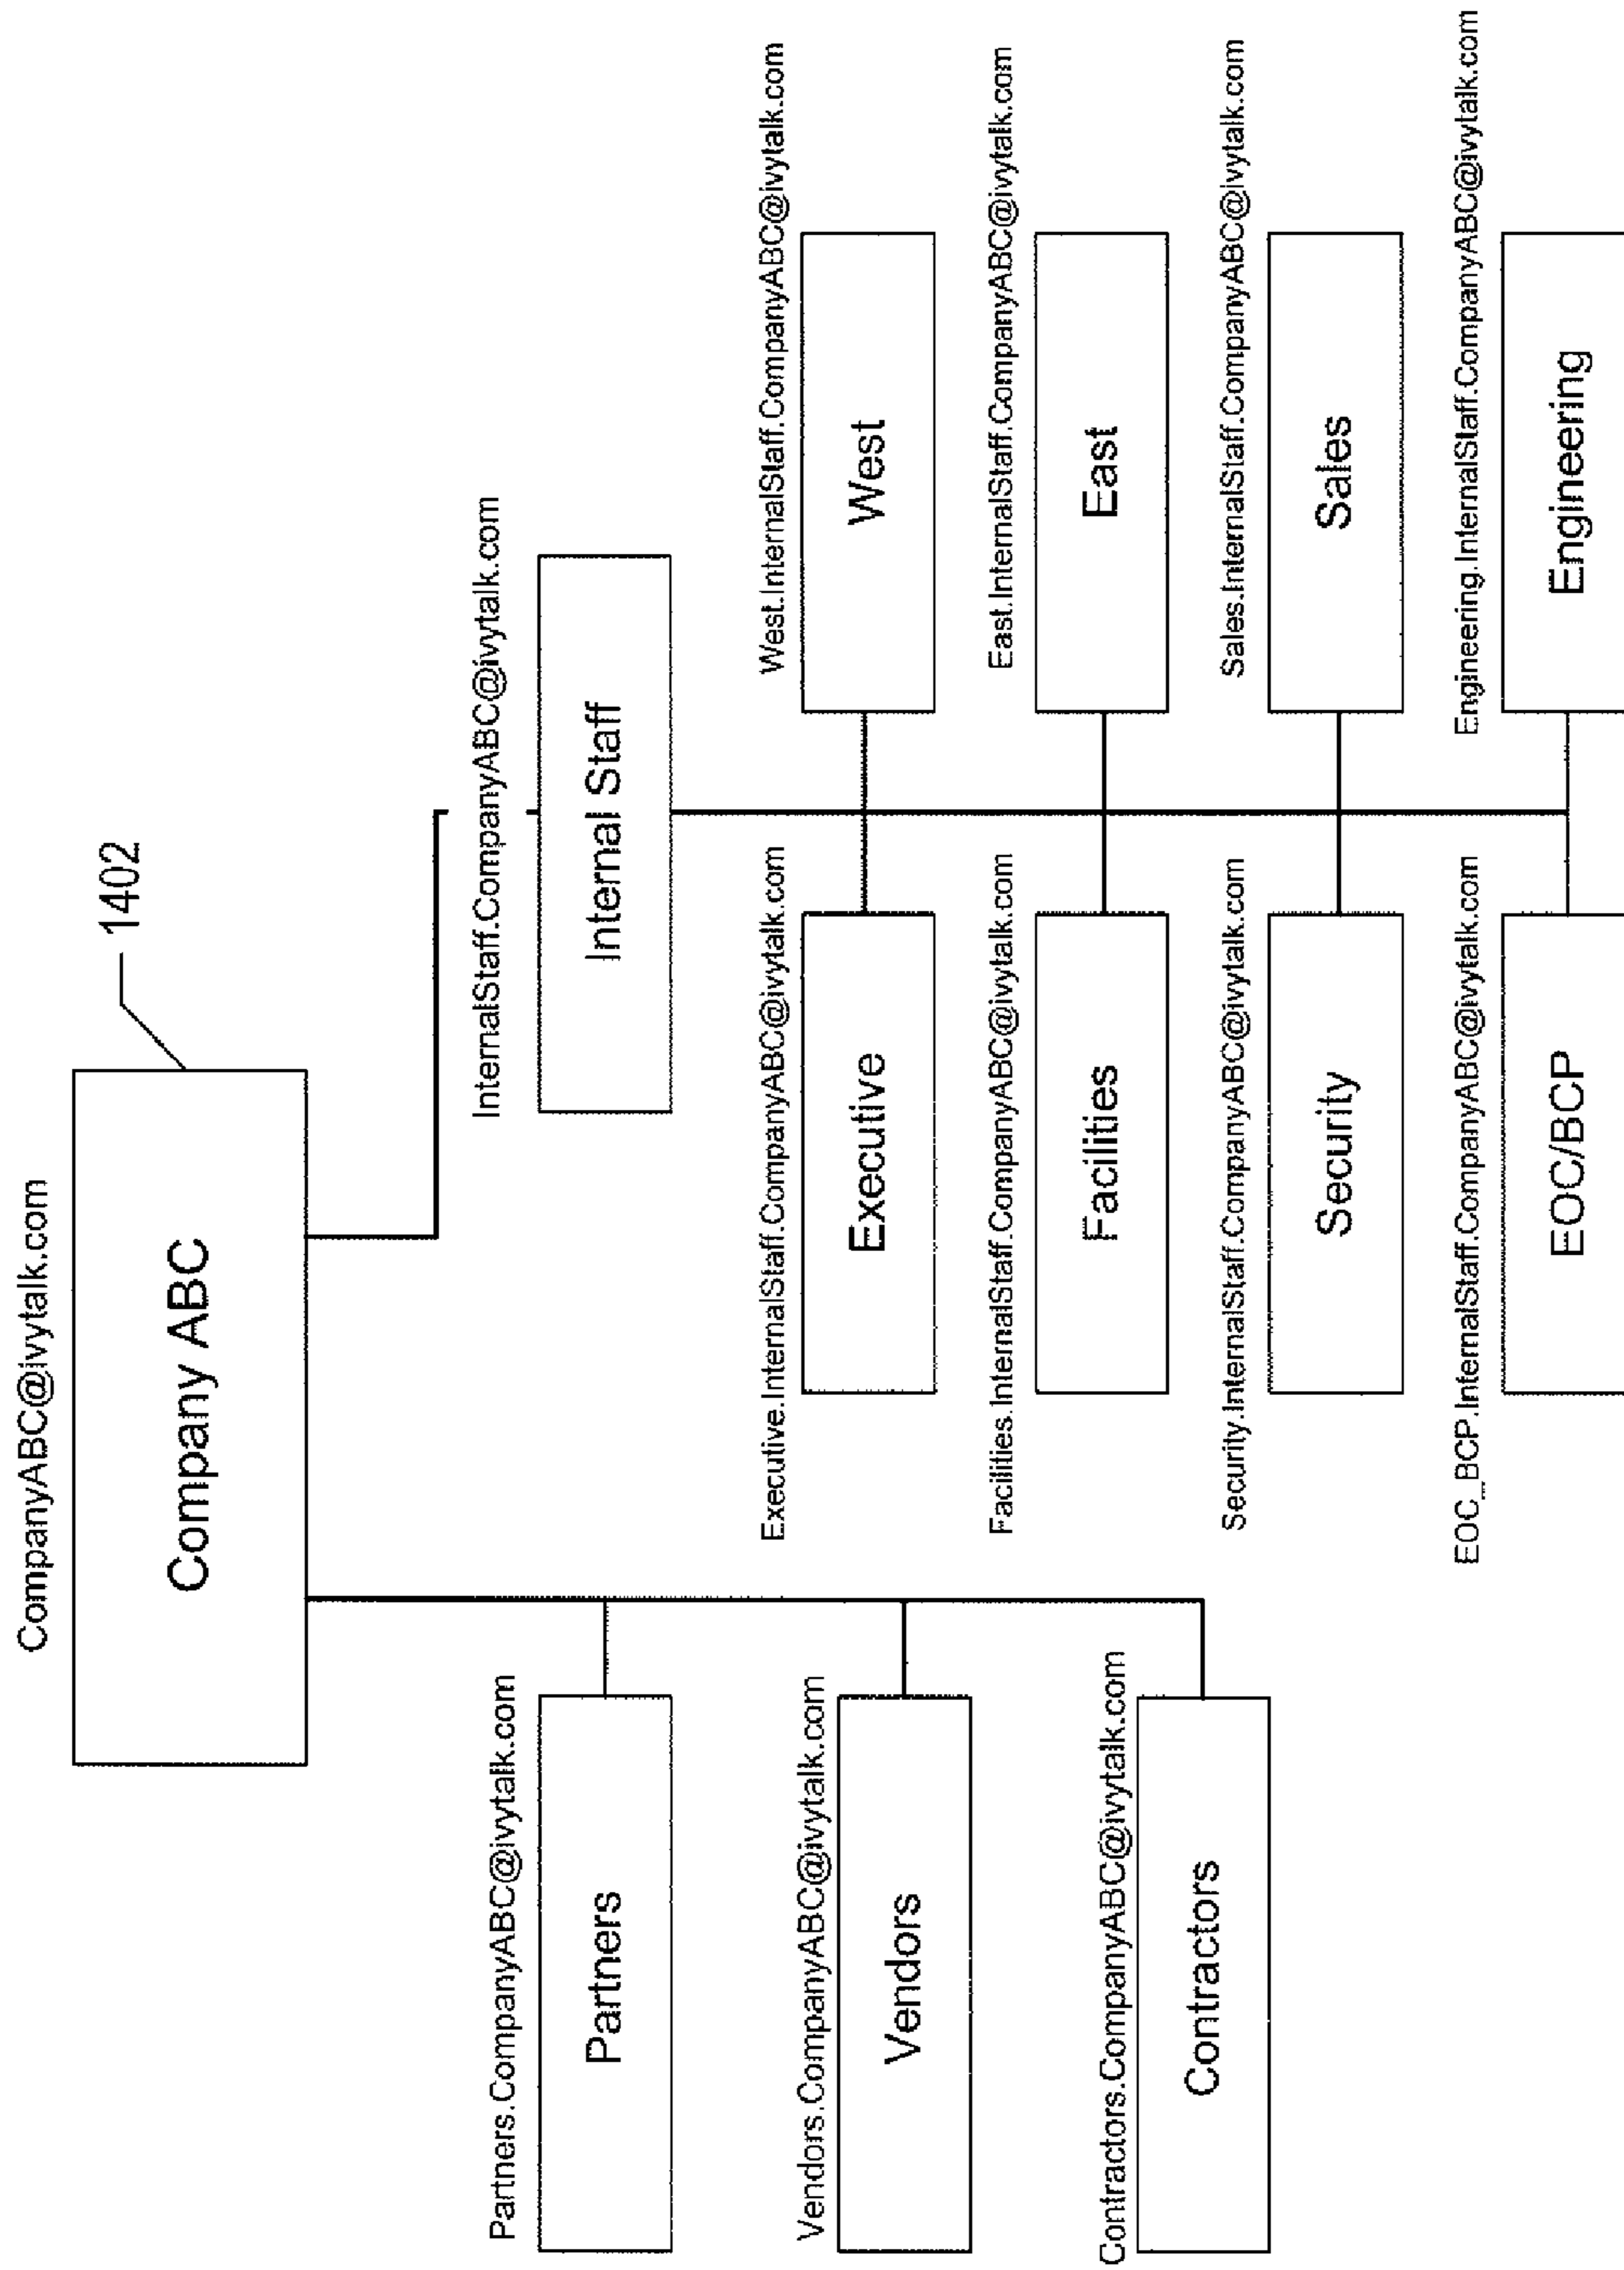 CompanyABC@ivytalk.com
Company ABC
1402
Partners.CompanyABC@ivytalk.com
Partners
Vendors.CompanyABC@ivytalk.com
Vendors
Contractors.CompanyABC@ivytalk.com
Contractors
InternalStaff.CompanyABC@ivytalk.com
Internal Staff
Executive.InternalStaff.CompanyABC@ivytalk.com
Executive
West.InternalStaff.CompanyABC@ivytalk.com
West
Facilities.InternalStaff.CompanyABC@ivytalk.com
Facilities
East.InternalStaff.CompanyABC@ivytalk.com
East
Security.InternalStaff.CompanyABC@ivytalk.com
Security
Sales.InternalStaff.CompanyABC@ivytalk.com
Sales
EOC_BCP.InternalStaff.CompanyABC@ivytalk.com
EOC/BCP
Engineering.InternalStaff.CompanyABC@ivytalk.com
Engineering